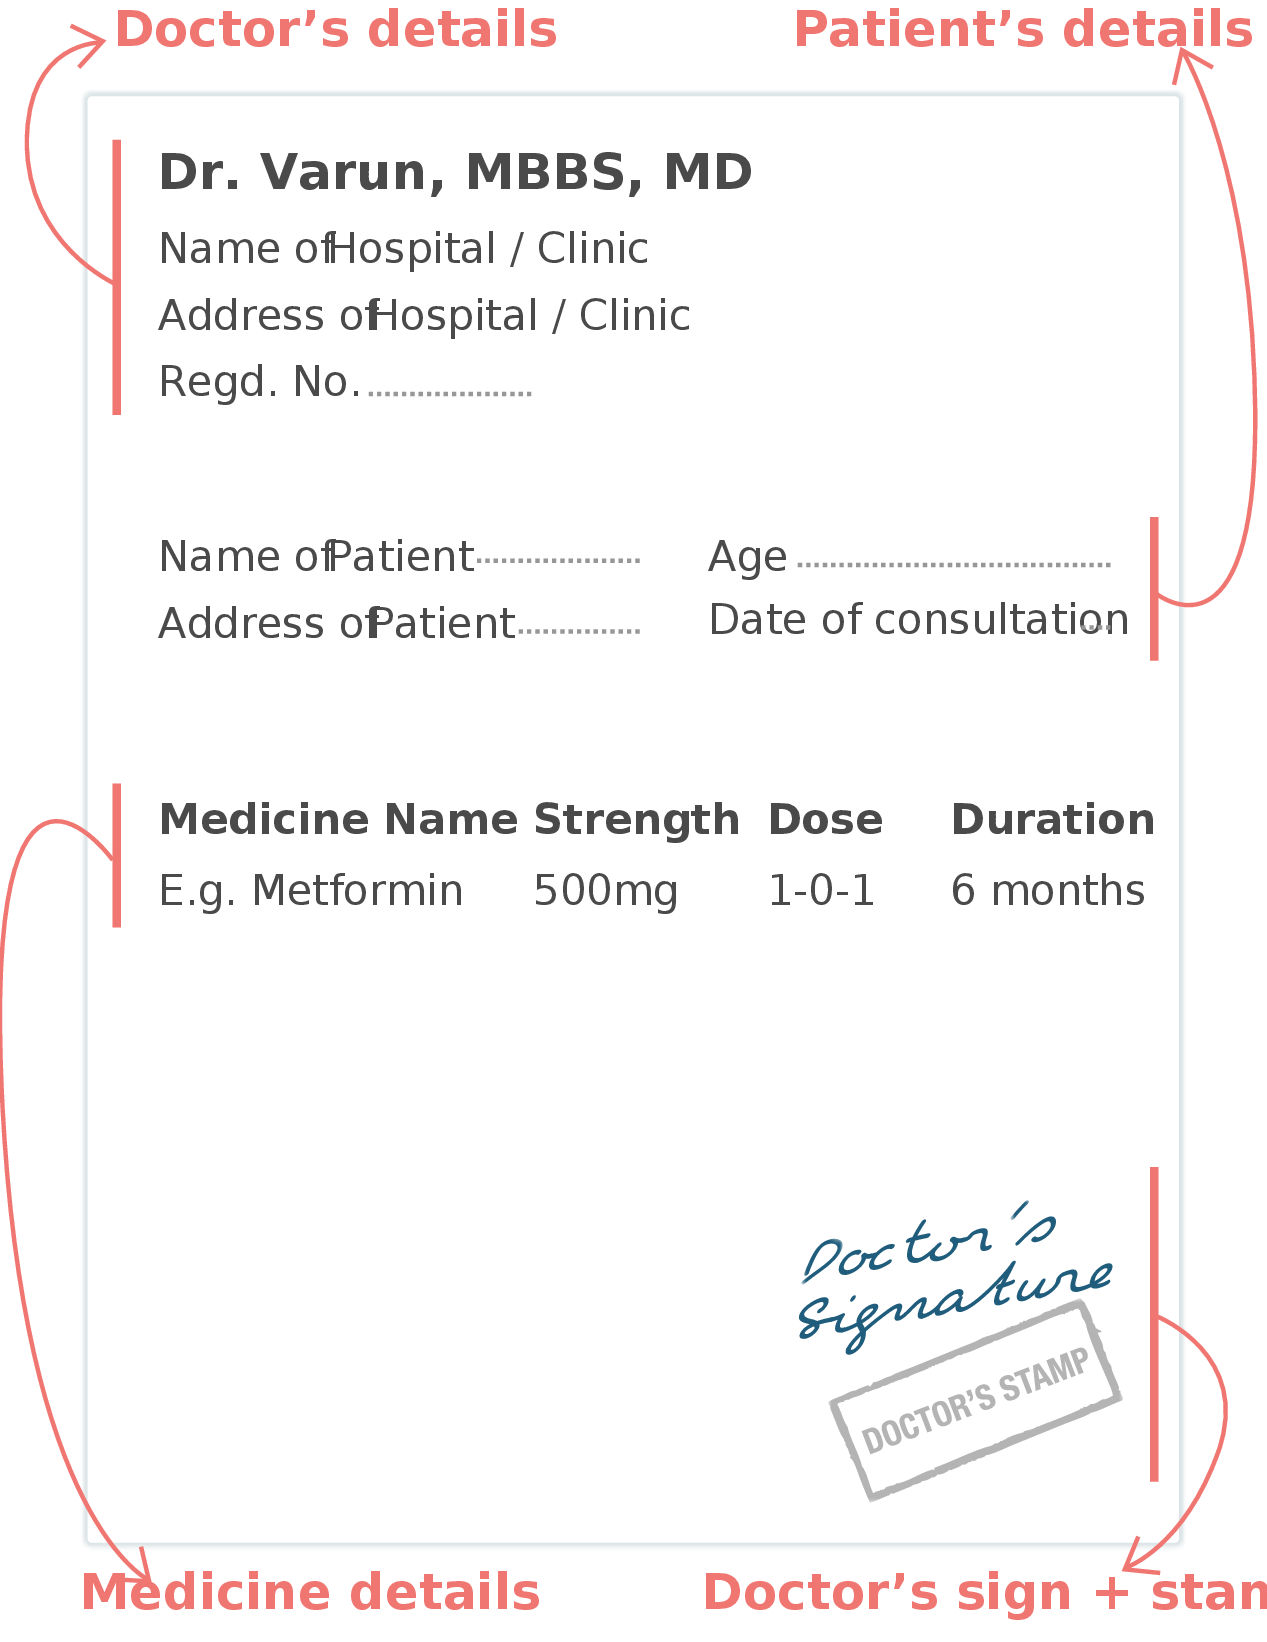 Doctor’s details Patient’s details
Dr. Varun, MBBS, MD
Name of Hospital / Clinic
Address of Hospital / Clinic
Regd. No. ....................
Name of Patient .................... Age ......................................
Address of Patient ............... Date of consultation ....
Medicine Name Strength Dose Duration
E.g. Metformin 500mg 1-0-1 6 months
Doctor’s
Signature
DOCTOR’S STAMP
Medicine details Doctor’s sign + stam